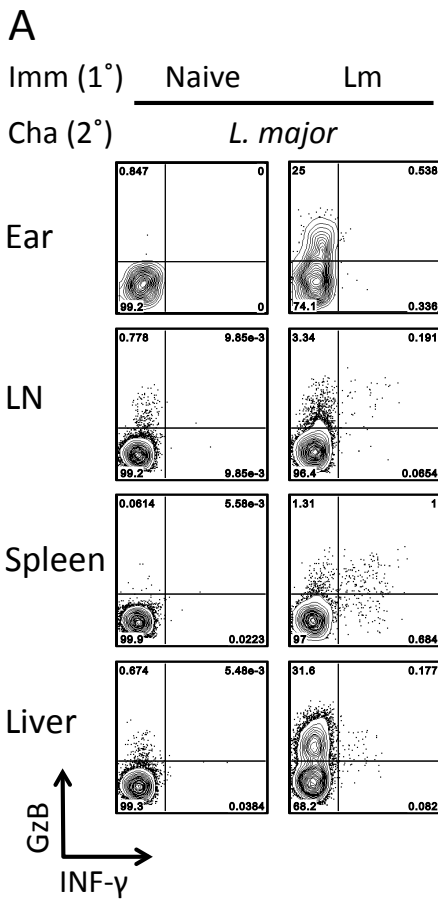 A
Imm (1˚) Naive Lm
Cha (2˚) L. major
0.847 0 25 0.538
Ear
99.2 0 74.1 0.336
0.778 9.85e-3 3.34 0.191
LN
99.2 9.85e-3 96.4 0.0654
0.0614 5.58e-3 1.31 1
Spleen
99.9 0.0223 97 0.684
0.674 5.48e-3 31.6 0.177
Liver
99.3 0.0384 68.2 0.082
GzB
INF-γ